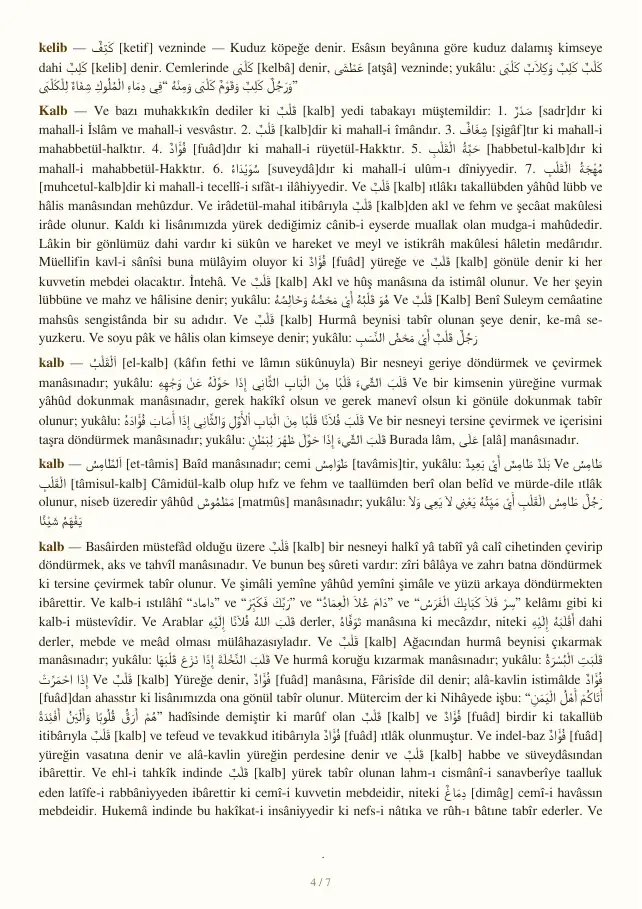 kelib — كَتِفٌ [ketif] vezninde — Kuduz köpeğe denir. Esâsın beyânına göre kuduz dalamış kimseye
dahi كَلِبٌ [kelib] denir. Cemlerinde كَلْبَى [kelbâ] denir, عَطْشَى [atşâ] vezninde; yukâlu: كَلْبٌ كَلِبٌ وَكِلاَبٌ كَلْبَى
وَرَجُلٌ كَلِبٌ وَقَوْمٌ كَلْبَى وَمِنْهُ “فِي دِمَاءِ الْمُلُوكِ شِفَاءٌ لِلْكَلْبَى”
Kalb — Ve bazı muhakkıkîn dediler ki قَلْبٌ [kalb] yedi tabakayı müştemildir: 1. صَدْرٌ [sadr]dır ki
mahall-i İslâm ve mahall-i vesvâstır. 2. قَلْبٌ [kalb]dir ki mahall-i îmândır. 3. شِغَافٌ [şigâf]tır ki mahall-i
mahabbetül-halktır. 4. فُؤَادٌ [fuâd]dır ki mahall-i rüyetül-Hakktır. 5. حَبَّةُ الْقَلْبِ [habbetul-kalb]dır ki
mahall-i mahabbetül-Hakktır. 6. سُوَيْدَاءُ [suveydâ]dır ki mahall-i ulûm-ı dîniyyedir. 7. مُهْجَةُ الْقَلْبِ
[muhcetul-kalb]dir ki mahall-i tecellî-i sıfât-ı ilâhiyyedir. Ve قَلْبٌ [kalb] ıtlâkı takallübden yâhûd lübb ve
hâlis manâsından mehûzdur. Ve irâdetül-mahal itibârıyla قَلْبٌ [kalb]den akl ve fehm ve şecâat makûlesi
irâde olunur. Kaldı ki lisânımızda yürek dediğimiz cânib-i eyserde muallak olan mudga-i mahûdedir.
Lâkin bir gönlümüz dahi vardır ki sükûn ve hareket ve meyl ve istikrâh makûlesi hâletin medârıdır.
Müellifin kavl-i sânîsi buna mülâyim oluyor ki فُؤَادٌ [fuâd] yüreğe ve قَلْبٌ [kalb] gönüle denir ki her
kuvvetin mebdei olacaktır. İntehâ. Ve قَلْبٌ [kalb] Akl ve hûş manâsına da istimâl olunur. Ve her şeyin
lübbüne ve mahz ve hâlisine denir; yukâlu: هُوَ قَلْبُهُ أَيْ مَحْضُهُ وَخَالِصُهُ Ve قَلْبٌ [Kalb] Benî Suleym cemâatine
mahsûs sengistânda bir su adıdır. Ve قَلْبٌ [kalb] Hurmâ beynisi tabîr olunan şeye denir, ke-mâ se-
yuzkeru. Ve soyu pâk ve hâlis olan kimseye denir; yukâlu: رَجُلٌ قَلْبٌ أَيْ مَحْضُ النَّسَبِ
kalb — اَلْقَلْبُ [el-kalb] (kâfın fethi ve lâmın sükûnuyla) Bir nesneyi geriye döndürmek ve çevirmek
manâsınadır; yukâlu: قَلَبَ الشَّيءَ قَلْبًا مِنَ الْبَابِ الثَّانِي إِذَا حَوَّلَهُ عَنْ وَجْهِهِ Ve bir kimsenin yüreğine vurmak
yâhûd dokunmak manâsınadır, gerek hakîkî olsun ve gerek manevî olsun ki gönüle dokunmak tabîr
olunur; yukâlu: قَلَبَ فُلاَنًا قَلْبًا مِنَ الْبَابِ الْأَوَّلِ وَالثَّانِي إِذَا أَصَابَ فُؤَادَهُ Ve bir nesneyi tersine çevirmek ve içerisini
taşra döndürmek manâsınadır; yukâlu: قَلَبَ الشَّيءَ إِذَا حَوَّلَ ظَهْرَ لِبَطْنٍ Burada lâm, عَلَى [alâ] manâsınadır.
kalb — اَلطَّامِسُ [et-tâmis] Baîd manâsınadır; cemi طَوَامِسُ [tavâmis]tir, yukâlu: بَلَدٌ طَامِسٌ أَيْ بَعِيدٌ Ve طَامِسُ
الْقَلْبِ [tâmisul-kalb] Câmidül-kalb olup hıfz ve fehm ve taallümden berî olan belîd ve mürde-dile ıtlâk
olunur, niseb üzeredir yâhûd مَطْمُوسٌ [matmûs] manâsınadır; yukâlu: رَجُلٌ طَامِسُ الْقَلْبِ أَيْ مَيِّتُهُ يَعْنِي لاَ يَعِي وَلاَ
يَفْهَمُ شَيْئًا
kalb — Basâirden müstefâd olduğu üzere قَلْبٌ [kalb] bir nesneyi halkî yâ tabîî yâ calî cihetinden çevirip
döndürmek, aks ve tahvîl manâsınadır. Ve bunun beş sûreti vardır: zîri bâlâya ve zahrı batna döndürmek
ki tersine çevirmek tabîr olunur. Ve şimâli yemîne yâhûd yemîni şimâle ve yüzü arkaya döndürmekten
ibârettir. Ve kalb-i ıstılâhî “داماد” ve “رَبَّكَ فَكَبِّرْ” ve “دَامَ عُلاَ الْعِمَادُ” ve “سِرْ فَلاَ كَبَابِكَ الْفَرَسُ” kelâmı gibi ki
kalb-i müstevîdir. Ve Arablar قَلَبَ اللهُ فُلاَنًا إِلَيْهِ derler, تَوَفَّاهُ manâsına ki mecâzdır, niteki أَقْلَبَهُ إِلَيْهِ dahi
derler, mebde ve meâd olması mülâhazasıyladır. Ve قَلْبٌ [kalb] Ağacından hurmâ beynisi çıkarmak
manâsınadır; yukâlu: قَلَبَ النَّخْلَةَ إِذَا نَزَعَ قَلْبَهَا Ve hurmâ koruğu kızarmak manâsınadır; yukâlu: قَلَبَتِ الْبُسْرَةُ
إِذَا احْمَرَّتْ Ve قَلْبٌ [kalb] Yüreğe denir, فُؤَادٌ [fuâd] manâsına, Fârisîde dil denir; alâ-kavlin istimâlde فُؤَادٌ
[fuâd]dan ahasstır ki lisânımızda ona gönül tabîr olunur. Mütercim der ki Nihâyede işbu: “أَتَاكُمْ أَهْلُ الْيَمَنِ
هُمْ أَرَقُّ قُلُوبًا وَأَلْيَنُ أَفْئِدَةً” hadîsinde demiştir ki marûf olan قَلْبٌ [kalb] ve فُؤَادٌ [fuâd] birdir ki takallüb
itibârıyla قَلْبٌ [kalb] ve tefeud ve tevakkud itibârıyla فُؤَادٌ [fuâd] ıtlâk olunmuştur. Ve indel-baz فُؤَادٌ [fuâd]
yüreğin vasatına denir ve alâ-kavlin yüreğin perdesine denir ve قَلْبٌ [kalb] habbe ve süveydâsından
ibârettir. Ve ehl-i tahkîk indinde قَلْبٌ [kalb] yürek tabîr olunan lahm-ı cismânî-i sanavberîye taalluk
eden latîfe-i rabbâniyyeden ibârettir ki cemî-i kuvvetin mebdeidir, niteki دِمَاغٌ [dimâg] cemî-i havâssın
mebdeidir. Hukemâ indinde bu hakîkat-i insâniyyedir ki nefs-i nâtıka ve rûh-ı bâtıne tabîr ederler. Ve
.
4 / 7